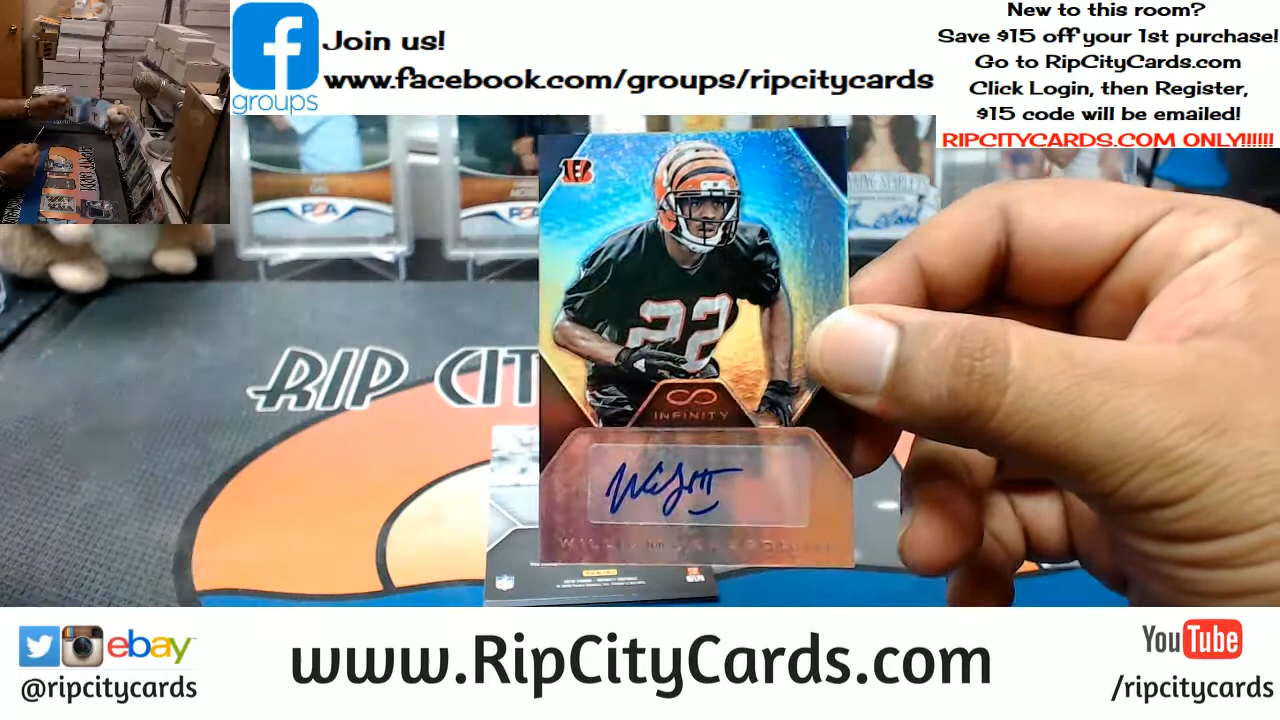 Join us!
www.facebook.com/groups/ripcitycards
groups
New to this room?
Save $15 off your 1st purchase!
Go to RipCityCards.com
Click Login, then Register,
$15 code will be emailed!
RIPCITYCARDS.COM ONLY!!!!!!
PSA
PSA
RIP CIT
22
INFINITY
ebay
@ripcitycards
www.RipCityCards.com
YouTube
/ripcitycards